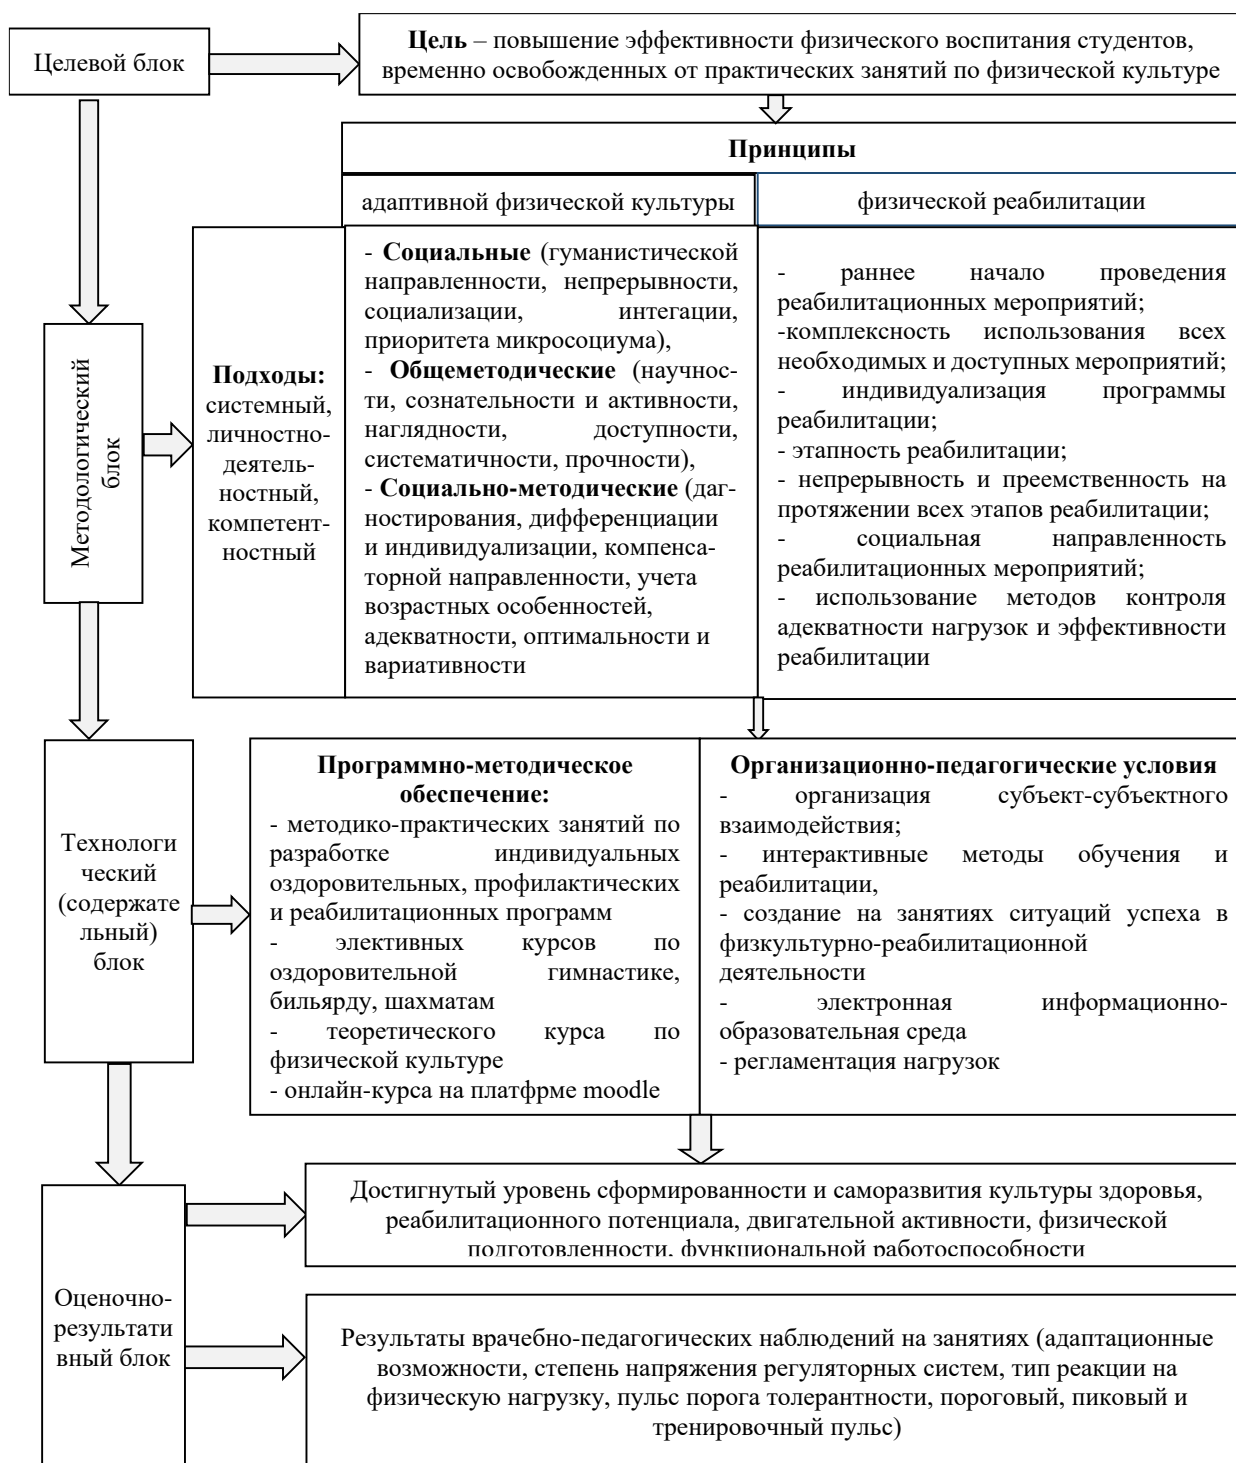 Целевой блок
Цель – повышение эффективности физического воспитания студентов,
временно освобожденных от практических занятий по физической культуре
Принципы
адаптивной физической культуры
физической реабилитации
Методологический
блок
Подходы:
системный,
личностно-
деятель-
ностный,
компетент-
ностный
- Социальные (гуманистической
направленности, непрерывности,
социализации, интегации,
приоритета микросоциума),
- Общеметодические (научнос-
ти, сознательности и активности,
наглядности, доступности,
систематичности, прочности),
- Социально-методические (даг-
ностирования, дифференциации
и индивидуализации, компенса-
торной направленности, учета
возрастных особенностей,
адекватности, оптимальности и
вариативности
- раннее начало проведения
реабилитационных мероприятий;
-комплексность использования всех
необходимых и доступных мероприятий;
- индивидуализация программы
реабилитации;
- этапность реабилитации;
- непрерывность и преемственность на
протяжении всех этапов реабилитации;
- социальная направленность
реабилитационных мероприятий;
- использование методов контроля
адекватности нагрузок и эффективности
реабилитации
Технологи
ческий
(содержате
льный)
блок
Программно-методическое
обеспечение:
- методико-практических занятий по
разработке индивидуальных
оздоровительных, профилактических
и реабилитационных программ
- элективных курсов по
оздоровительной гимнастике,
бильярду, шахматам
- теоретического курса по
физической культуре
- онлайн-курса на платфрме moodle
Организационно-педагогические условия
- организация субъект-субъектного
взаимодействия;
- интерактивные методы обучения и
реабилитации,
- создание на занятиях ситуаций успеха в
физкультурно-реабилитационной
деятельности
- электронная информационно-
образовательная среда
- регламентация нагрузок
Оценочно-
результати
вный блок
Достигнутый уровень сформированности и саморазвития культуры здоровья,
реабилитационного потенциала, двигательной активности, физической
подготовленности, функциональной работоспособности
Результаты врачебно-педагогических наблюдений на занятиях (адаптационные
возможности, степень напряжения регуляторных систем, тип реакции на
физическую нагрузку, пульс порога толерантности, пороговый, пиковый и
тренировочный пульс)